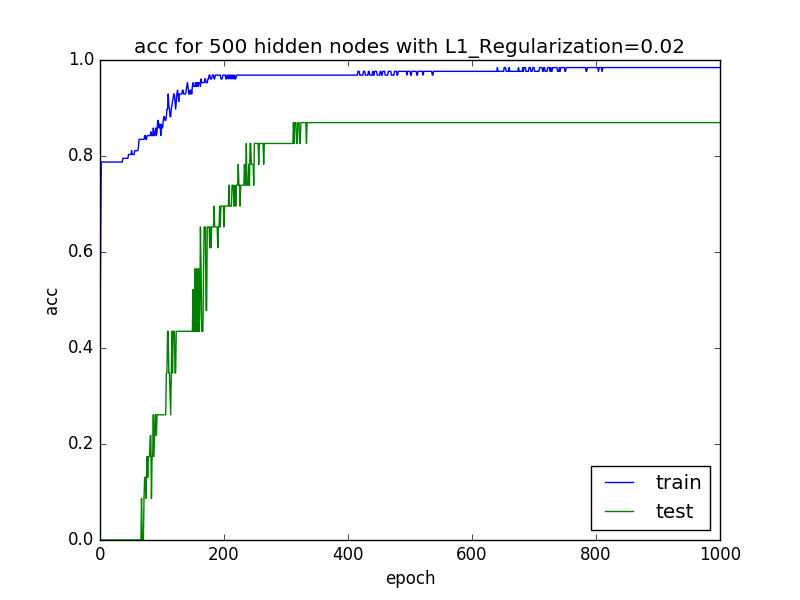 acc for 500 hidden nodes with L1_Regularization=0.02
1.0
0.8
0.6
0.4
0.2
0.0
acc
0 200 400 600 800 1000
epoch
train
test